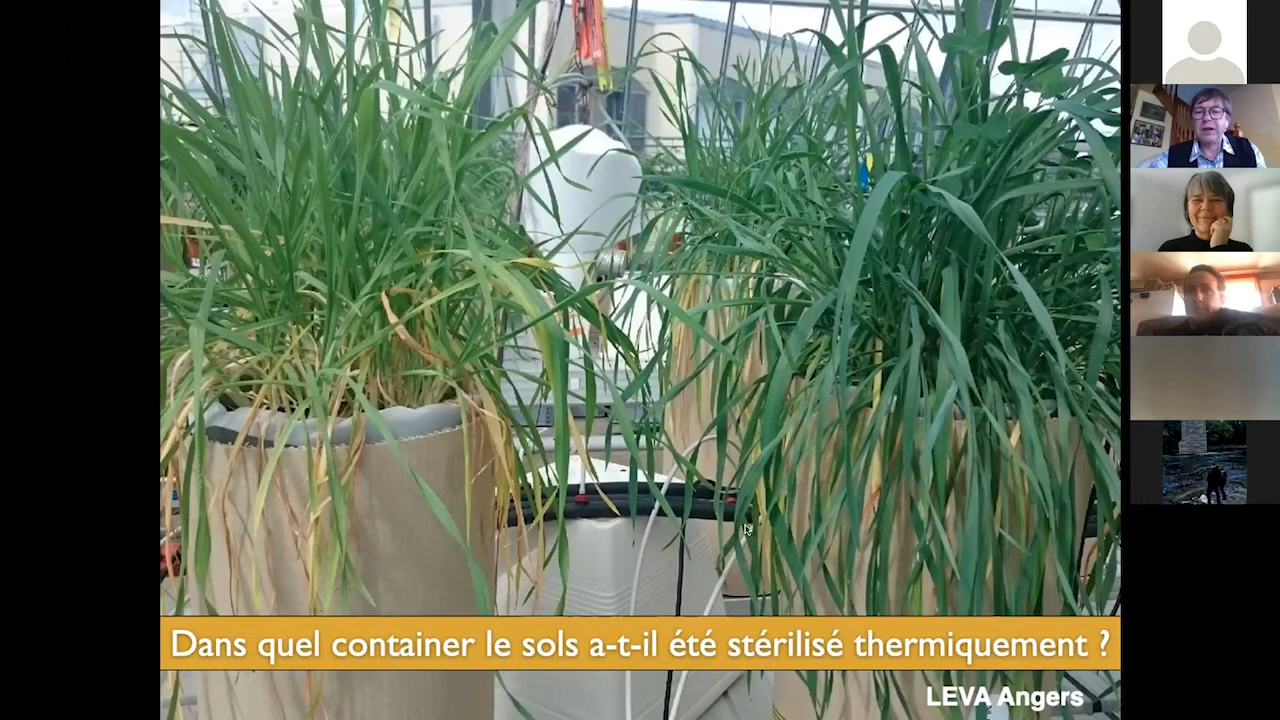 Dans quel container le sols a-t-il été stérilisé thermiquement ?
LEVA Angers